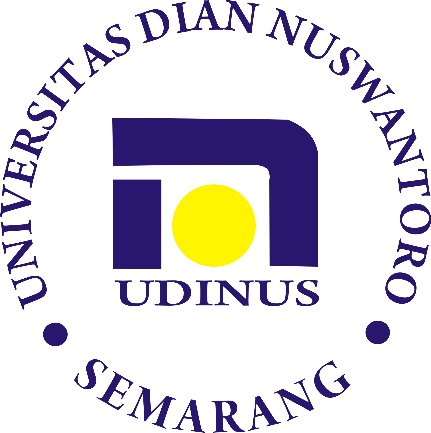 UNIVERSITAS DIAN NUSWANTORO
UDINUS
SEMARANG